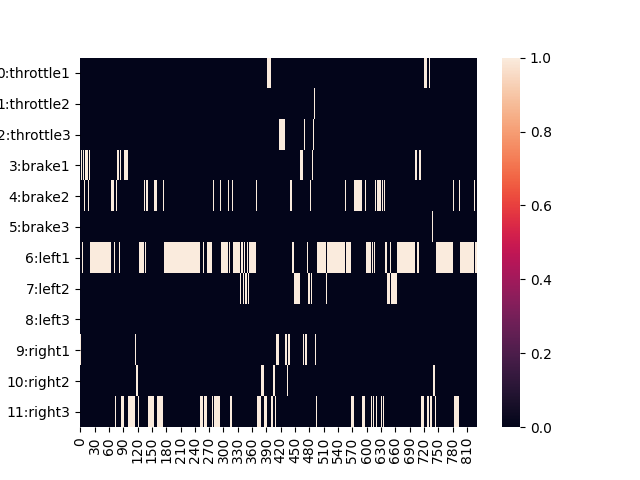 0:throttle1
1:throttle2
2:throttle3
3:brake1
4:brake2
5:brake3
6:left1
7:left2
8:left3
9:right1
10:right2
11:right3
0 30 60 90 120 150 180 210 240 270 300 330 360 390 420 450 480 510 540 570 600 630 660 690 720 750 780 810
1.0
0.8
0.6
0.4
0.2
0.0